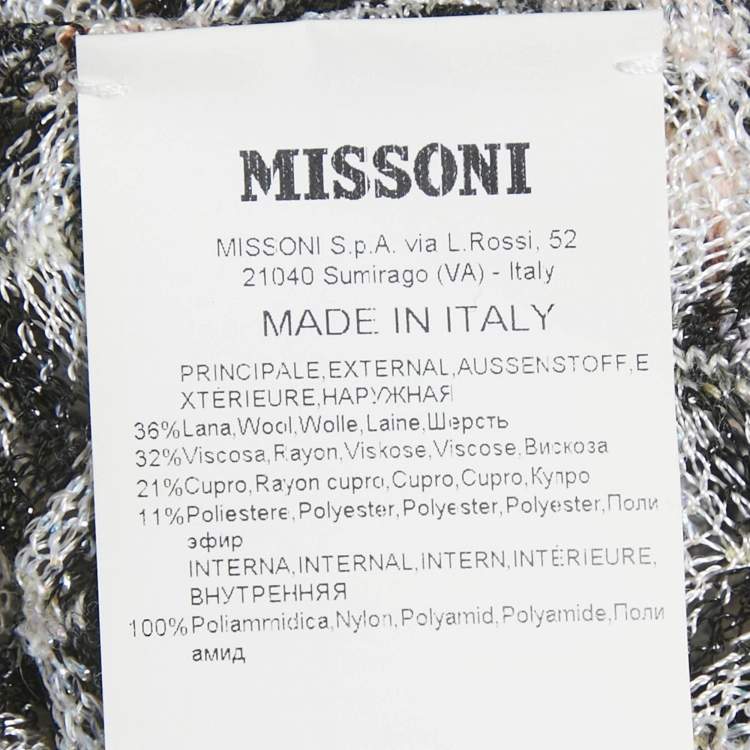 MISSONI
MISSONI S.p.A. via L.Rossi, 52
21040 Sumirago (VA) - Italy
MADE IN ITALY
PRINCIPALE,EXTERNAL,AUSSENSTOFF,E
XTÉRIEURE,НАРУЖНАЯ
36%Lana,Wool,Wolle,Laine,Шерсть
32%Viscosa,Rayon,Viskose,Viscose,Вискоза
21%Cupro,Rayon cupro,Cupro,Cupro,Купро
11%Poliestere,Polyester,Polyester,Polyester,Поли
эфир
INTERNA,INTERNAL,INTERN,INTÉRIEURE,
ВНУТРЕННЯЯ
100%Poliammidica,Nylon,Polyamid,Polyamide,Поли
амид